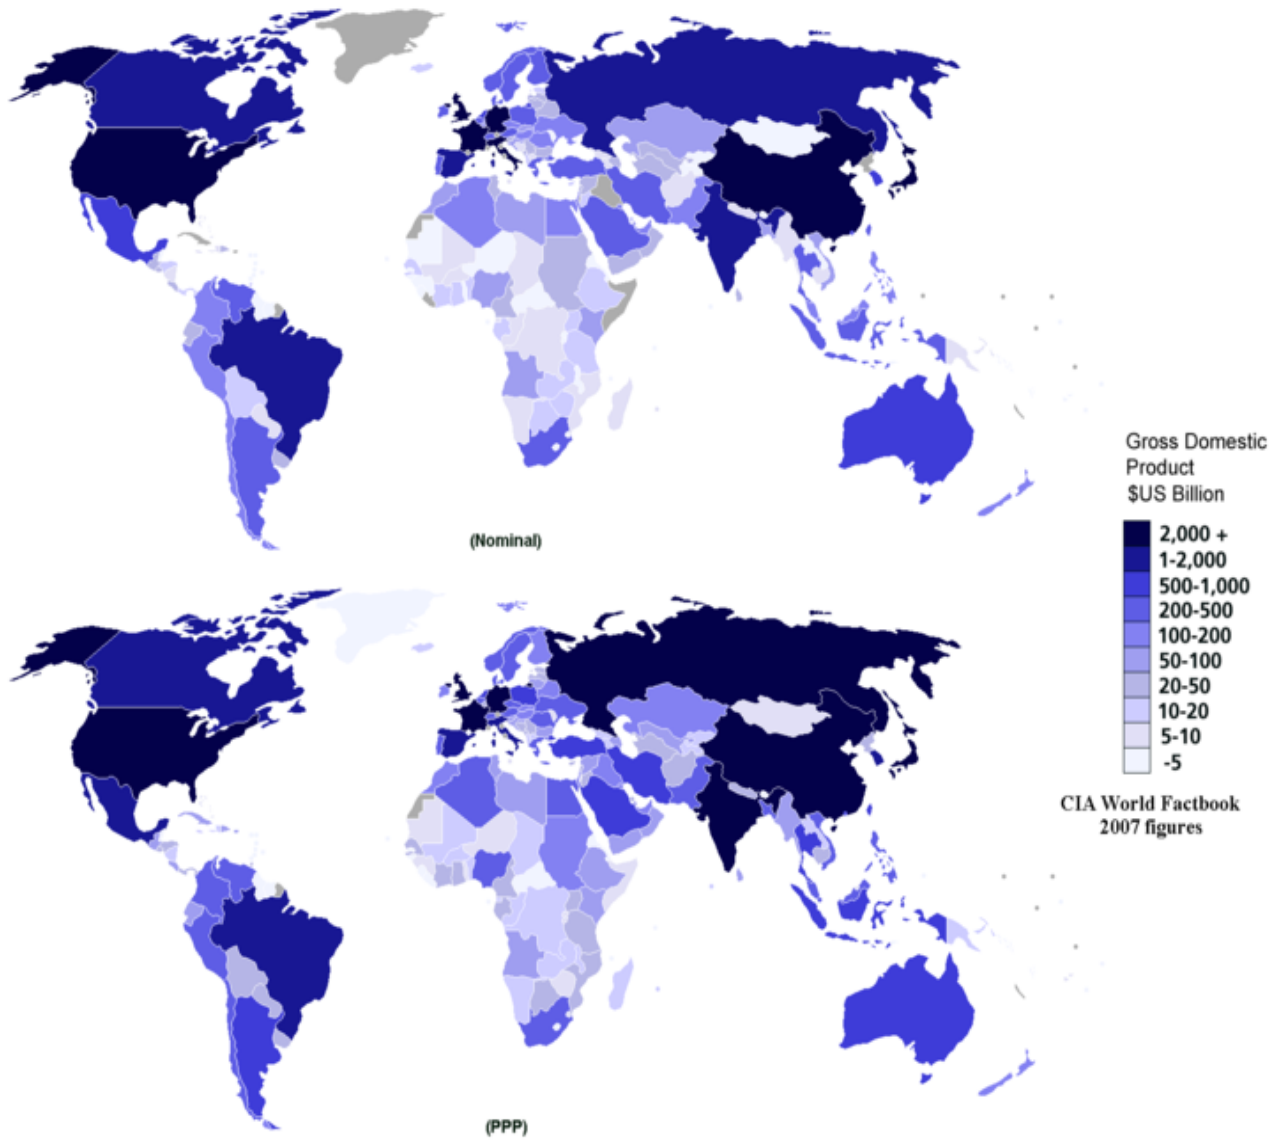 Gross Domestic
Product
$US Billion
(Nominal)
2,000 +
1-2,000
500-1,000
200-500
100-200
50-100
20-50
10-20
5-10
-5
CIA World Factbook
2007 figures
(PPP)